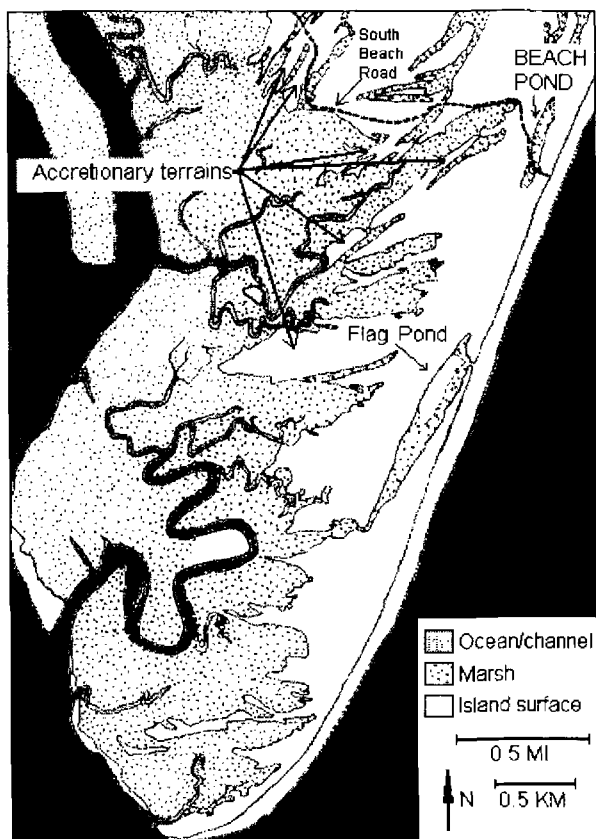 South
Beach
Road
BEACH
POND
Accretionary terrains
Flag Pond
Ocean/channel
Marsh
Island surface
0.5 MI
N
0.5 KM